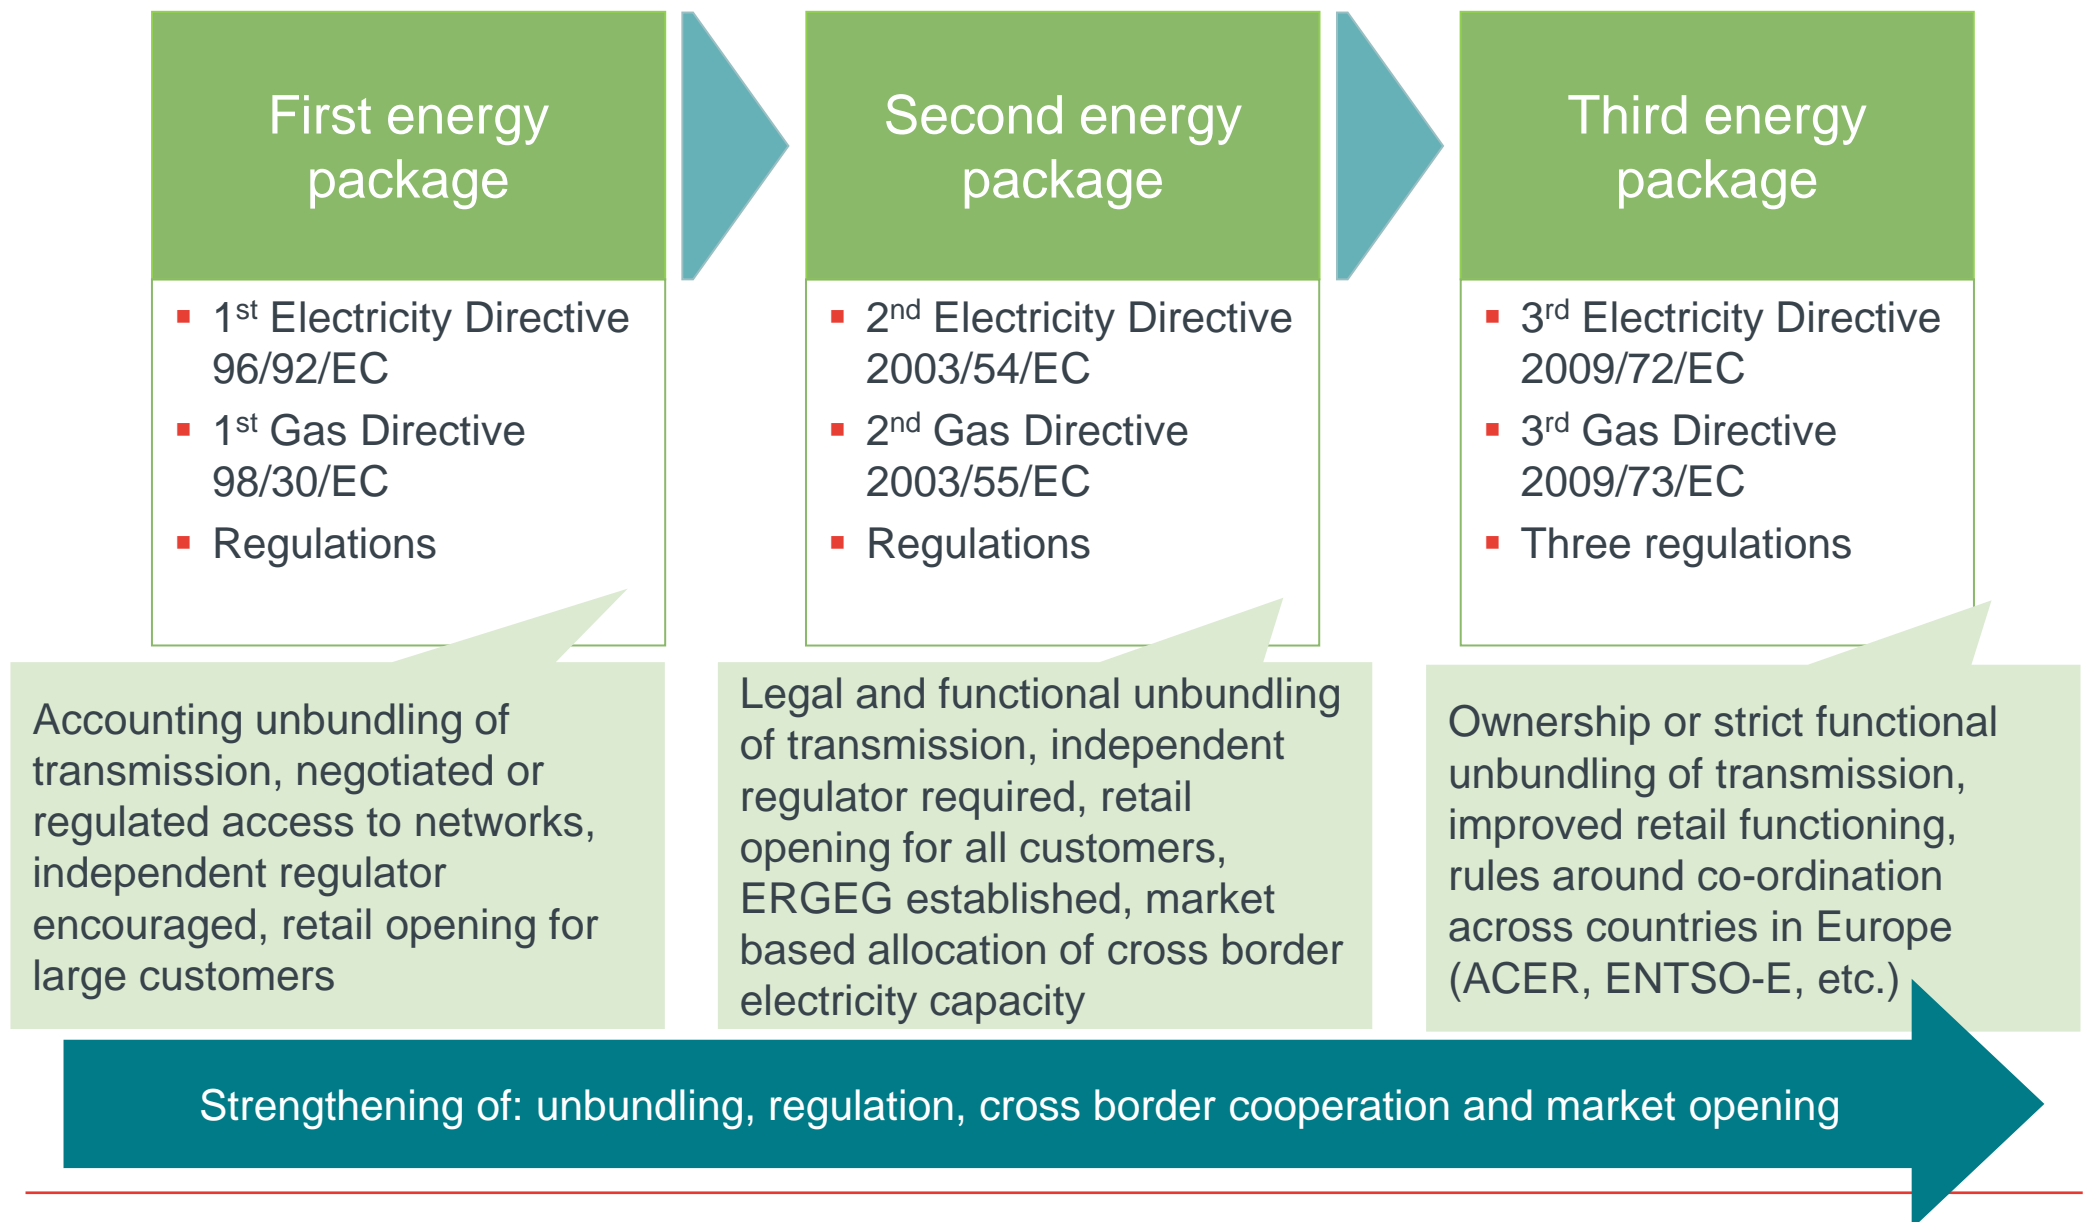 First energy
package
▪ 1st Electricity Directive
96/92/EC
▪ 1st Gas Directive
98/30/EC
▪ Regulations
Accounting unbundling of
transmission, negotiated or
regulated access to networks,
independent regulator
encouraged, retail opening for
large customers
Second energy
package
▪ 2nd Electricity Directive
2003/54/EC
▪ 2nd Gas Directive
2003/55/EC
▪ Regulations
Legal and functional unbundling
of transmission, independent
regulator required, retail
opening for all customers,
ERGEG established, market
based allocation of cross border
electricity capacity
Third energy
package
▪ 3rd Electricity Directive
2009/72/EC
▪ 3rd Gas Directive
2009/73/EC
▪ Three regulations
Ownership or strict functional
unbundling of transmission,
improved retail functioning,
rules around co-ordination
across countries in Europe
(ACER, ENTSO-E, etc.)
Strengthening of: unbundling, regulation, cross border cooperation and market opening